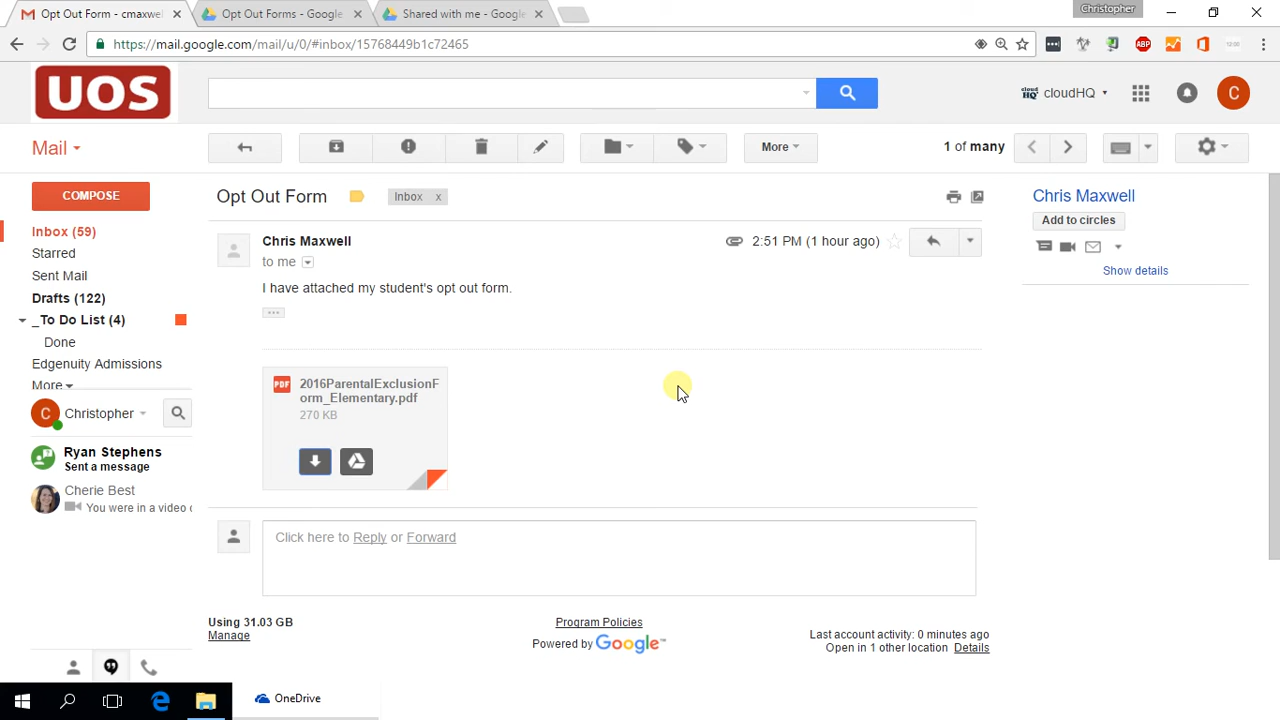 Opt Out Form - cmaxwel
Opt Out Forms - Google
Shared with me - Google
Christopher
https://mail.google.com/mail/u/0/#inbox/15768449b1c72465
ABP
12:00
UOS
cloudHQ
cloudHQ
C
Mail
More
1 of many
COMPOSE
Opt Out Form
Inbox x
Chris Maxwell
Add to circles
Show details
Inbox (59)
Starred
Sent Mail
Drafts (122)
_To Do List (4)
Done
Edgenuity Admissions
More
Chris Maxwell
2:51 PM (1 hour ago)
to me
I have attached my student's opt out form.
...
PDF
2016ParentalExclusionF
orm_Elementary.pdf
270 KB
C
Christopher
Ryan Stephens
Sent a message
Cherie Best
You were in a video c
Click here to Reply or Forward
Using 31.03 GB
Manage
Program Policies
Powered by Google™
Last account activity: 0 minutes ago
Open in 1 other location Details
OneDrive